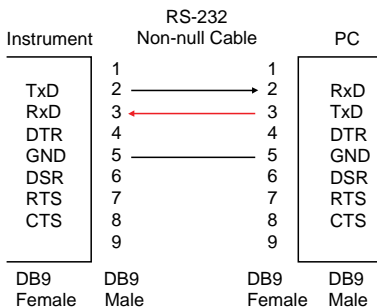 RS-232
Instrument Non-null Cable PC
1 1
TxD 2 2 RxD
RxD 3 3 TxD
DTR 4 4 DTR
GND 5 5 GND
DSR 6 6 DSR
RTS 7 7 RTS
CTS 8 8 CTS
9 9
DB9 DB9 DB9 DB9
Female Male Female Male